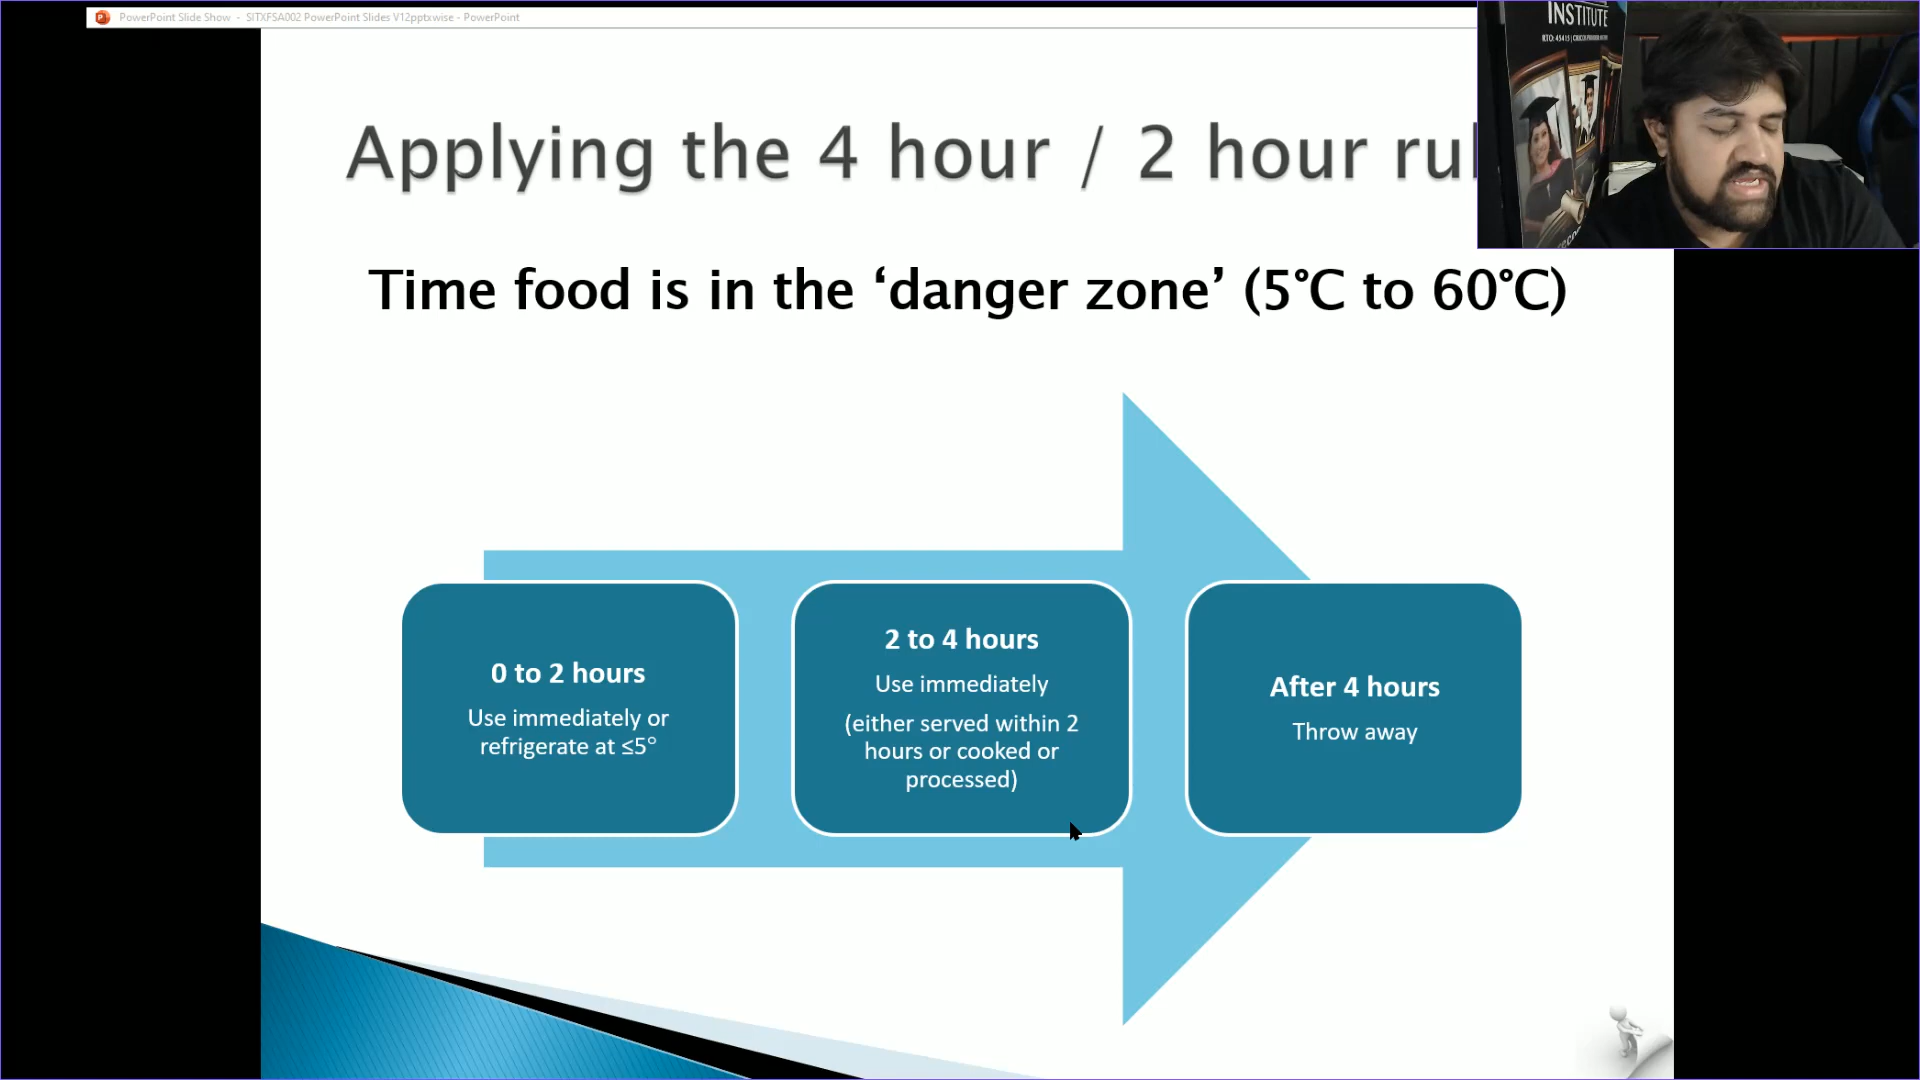 PowerPoint Slide Show - SITXFSA002 PowerPoint Slides V12pptxwise - PowerPoint
INSTITUTE
Applying the 4 hour / 2 hour
Time food is in the ‘danger zone’ (5°C to 60°C)
0 to 2 hours
Use immediately or
refrigerate at ≤5°
2 to 4 hours
Use immediately
(either served within 2
hours or cooked or
processed)
After 4 hours
Throw away